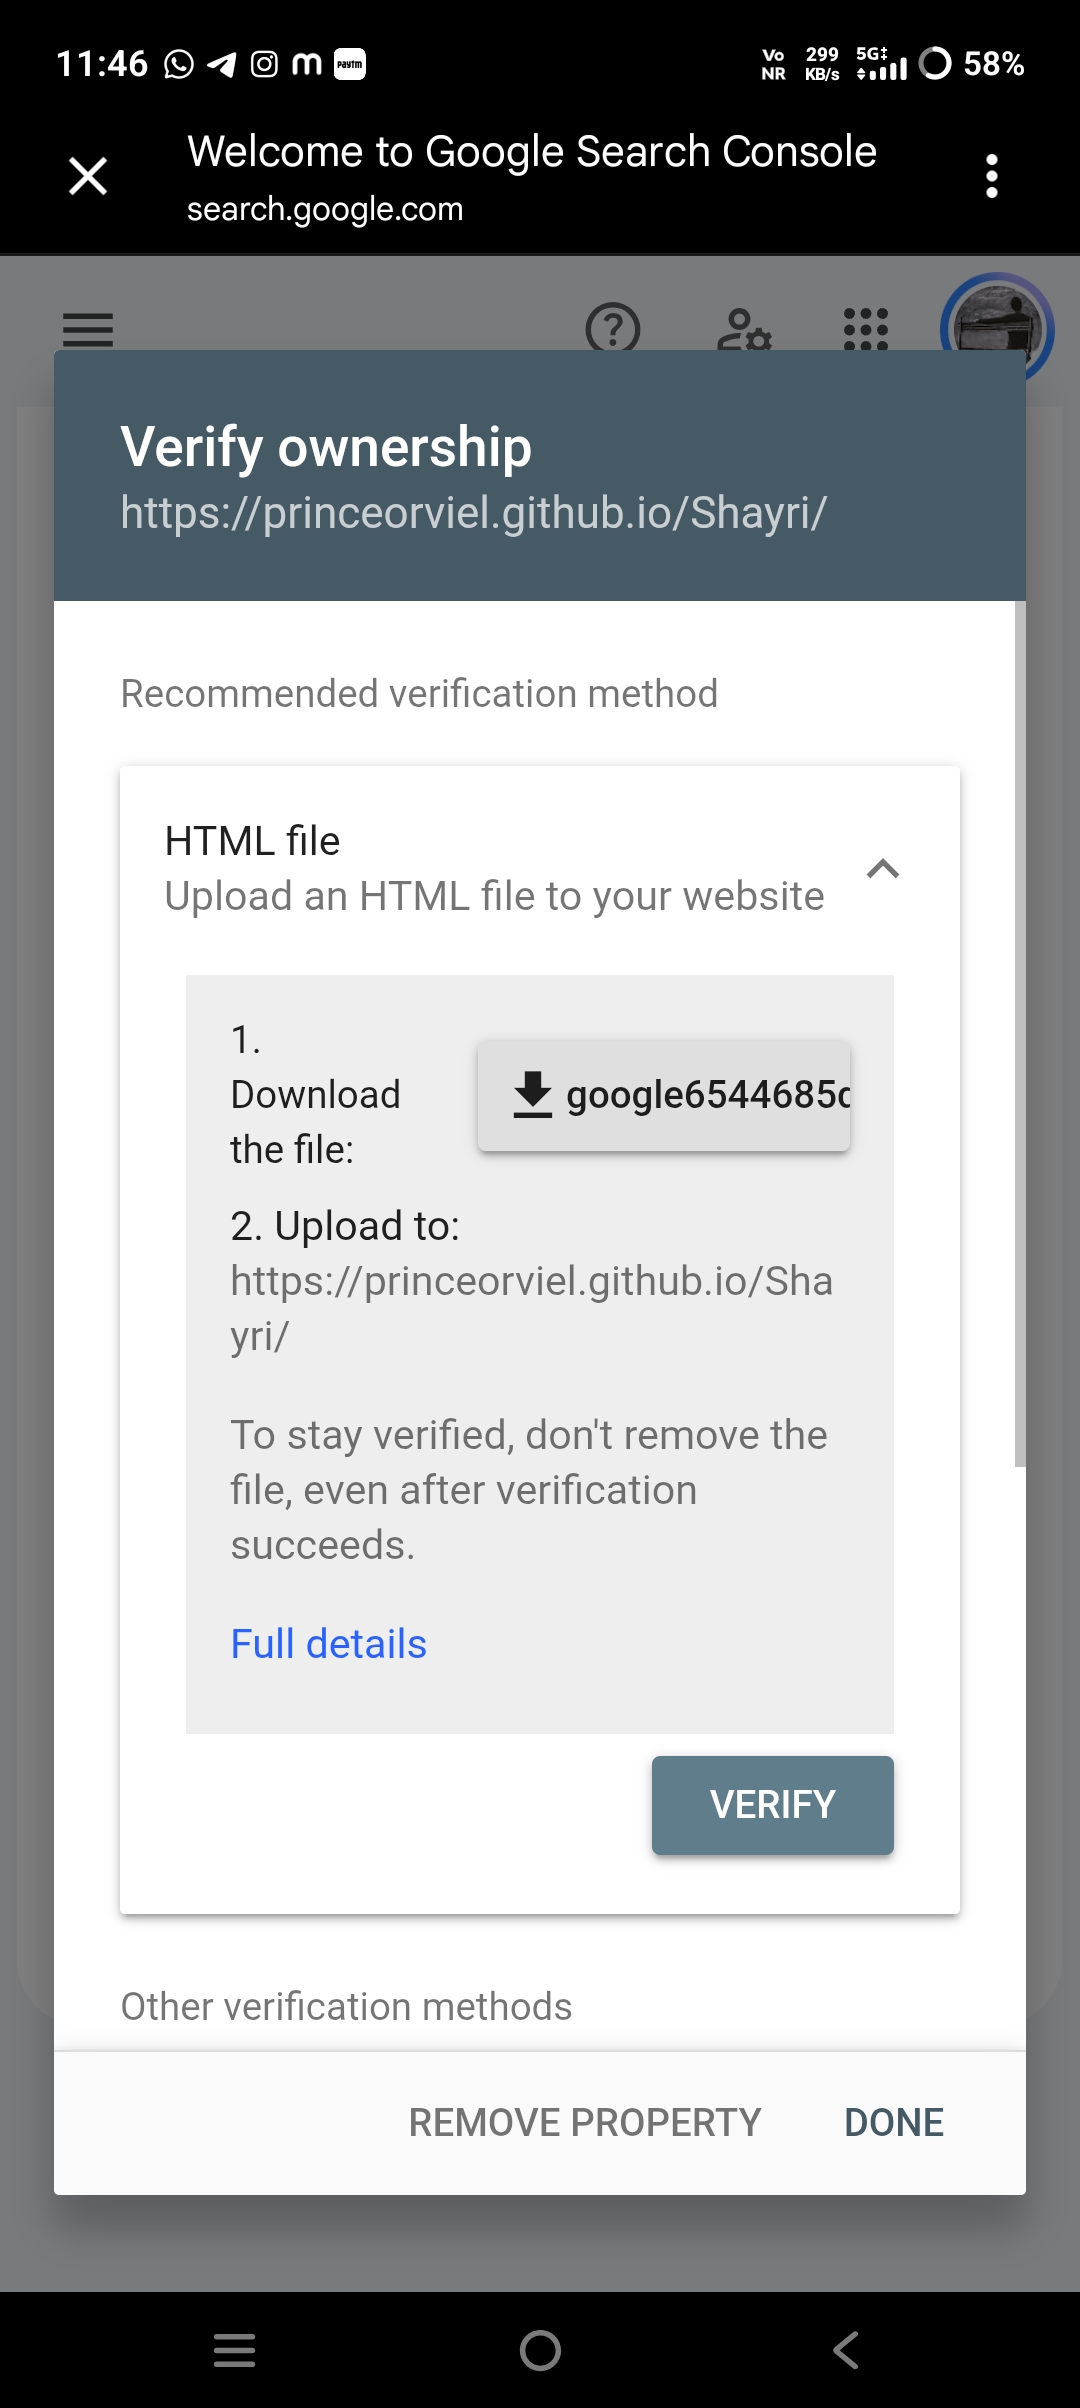 11:46
m
paytm
Vo
NR
299
KB/s
5G
58%
Welcome to Google Search Console
search.google.com
Verify ownership
https://princeorviel.github.io/Shayri/
Recommended verification method
HTML file
Upload an HTML file to your website
1.
Download
the file:
google6544685
2. Upload to:
https://princeorviel.github.io/Sha
yri/
To stay verified, don't remove the
file, even after verification
succeeds.
Full details
VERIFY
Other verification methods
REMOVE PROPERTY
DONE